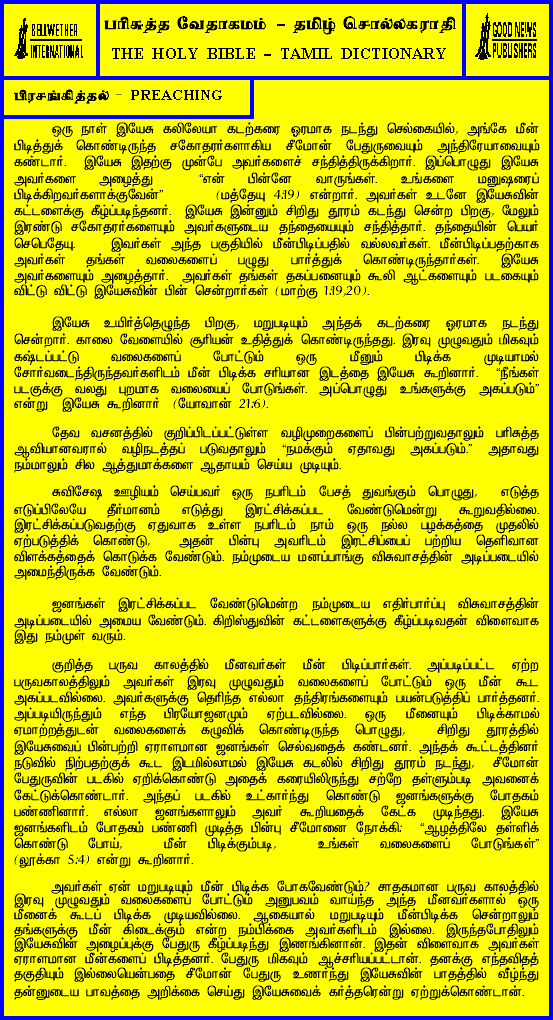 BELLWETHER
INTERNATIONAL
பரிசுத்த வேதாகமம் - தமிழ் சொல்லகராதி
THE HOLY BIBLE - TAMIL DICTIONARY
GOOD NEWS
PUBLISHERS
பிரசங்கித்தல் - PREACHING
ஒரு நாள் இயேசு கலிலேயா கடற்கரை ஓரமாக நடந்து செல்கையில், அங்கே மீன்
பிடித்துக் கொண்டிருந்த சகோதரர்களாகிய சீமோன் பேதுருவையும் அந்திரேயாவையும்
கண்டார். இயேசு இதற்கு முன்பே அவர்களைச் சந்தித்திருக்கிறார். இப்பொழுது இயேசு
அவர்களை அழைத்து “என் பின்னே வாருங்கள். உங்களை மனுஷரைப்
பிடிக்கிறவர்களாக்குவேன்” (மத்தேயு 4:19) என்றார். அவர்கள் உடனே இயேசுவின்
கட்டளைக்கு கீழ்ப்படிந்தனர். இயேசு இன்னும் சிறிது தூரம் கடந்து சென்ற பிறகு, மேலும்
இரண்டு சகோதரர்களையும் அவர்களுடைய தந்தையையும் சந்தித்தார். தந்தையின் பெயர்
செபெதேயு. இவர்கள் அந்த பகுதியில் மீன்பிடிப்பதில் வல்லவர்கள். மீன்பிடிப்பதற்காக
அவர்கள் தங்கள் வலைகளைப் பழுது பார்த்துக் கொண்டிருந்தார்கள். இயேசு
அவர்களையும் அழைத்தார். அவர்கள் தங்கள் தகப்பனையும் கூலி ஆட்களையும் படகையும்
விட்டு விட்டு இயேசுவின் பின் சென்றார்கள் (மாற்கு 1:19,20).
இயேசு உயிர்த்தெழுந்த பிறகு, மறுபடியும் அந்தக் கடற்கரை ஓரமாக நடந்து
சென்றார். காலை வேளையில் சூரியன் உதித்துக் கொண்டிருந்தது. இரவு முழுவதும் மிகவும்
கஷ்டப்பட்டு வலைகளைப் போட்டும் ஒரு மீனும் பிடிக்க முடியாமல்
சோர்வடைந்திருந்தவர்களிடம் மீன் பிடிக்க சரியான இடத்தை இயேசு கூறினார். “நீங்கள்
படகுக்கு வலது புறமாக வலையைப் போடுங்கள். அப்பொழுது உங்களுக்கு அகப்படும்”
என்று இயேசு கூறினார் (யோவான் 21:6).
தேவ வசனத்தில் குறிப்பிடப்பட்டுள்ள வழிமுறைகளைப் பின்பற்றுவதாலும் பரிசுத்த
ஆவியானவரால் வழிநடத்தப் படுவதாலும் “நமக்கும் ஏதாவது அகப்படும்.” அதாவது
நம்மாலும் சில ஆத்துமாக்களை ஆதாயம் செய்ய முடியும்.
சுவிசேஷ ஊழியம் செய்பவர் ஒரு நபரிடம் பேசத் துவங்கும் பொழுது, எடுத்த
எடுப்பிலேயே தீர்மானம் எடுத்து இரட்சிக்கப்பட வேண்டுமென்று கூறுவதில்லை.
இரட்சிக்கப்படுவதற்கு ஏதுவாக உள்ள நபரிடம் நாம் ஒரு நல்ல பழக்கத்தை முதலில்
ஏற்படுத்திக் கொண்டு, அதன் பின்பு அவரிடம் இரட்சிப்பைப் பற்றிய தெளிவான
விளக்கத்தைக் கொடுக்க வேண்டும். நம்முடைய மனப்பாங்கு விசுவாசத்தின் அடிப்படையில்
அமைந்திருக்க வேண்டும்.
ஜனங்கள் இரட்சிக்கப்பட வேண்டுமென்ற நம்முடைய எதிர்பார்ப்பு விசுவாசத்தின்
அடிப்படையில் அமைய வேண்டும். கிறிஸ்துவின் கட்டளைகளுக்கு கீழ்ப்படிவதன் விளைவாக
இது நம்முள் வரும்.
குறித்த பருவ காலத்தில் மீனவர்கள் மீன் பிடிப்பார்கள். அப்படிப்பட்ட ஏற்ற
பருவகாலத்திலும் அவர்கள் இரவு முழுவதும் வலைகளைப் போட்டும் ஒரு மீன் கூட
அகப்படவில்லை. அவர்களுக்கு தெரிந்த எல்லா தந்திரங்களையும் பயன்படுத்திப் பார்த்தனர்.
அப்படியிருந்தும் எந்த பிரயோஜனமும் ஏற்படவில்லை. ஒரு மீனையும் பிடிக்காமல்
ஏமாற்றத்துடன் வலைகளைக் கழுவிக் கொண்டிருந்த பொழுது, சிறிது தூரத்தில்
இயேசுவைப் பின்பற்றி ஏராளமான ஜனங்கள் செல்வதைக் கண்டனர். அந்தக் கூட்டத்தினர்
நடுவில் நிற்பதற்குக் கூட இடமில்லாமல் இயேசு கடலில் சிறிது தூரம் நடந்து, சீமோன்
பேதுருவின் படகில் ஏறிக்கொண்டு அதைக் கரையிலிருந்து சற்றே தள்ளும்படி அவனைக்
கேட்டுக்கொண்டார். அந்தப் படகில் உட்கார்ந்து கொண்டு ஜனங்களுக்கு போதகம்
பண்ணினார். எல்லா ஜனங்களாலும் அவர் கூறியதைக் கேட்க முடிந்தது. இயேசு
ஜனங்களிடம் போதகம் பண்ணி முடித்த பின்பு சீமோனை நோக்கி: “ஆழத்திலே தள்ளிக்
கொண்டு போய், மீன் பிடிக்கும்படி, உங்கள் வலைகளைப் போடுங்கள்”
(லூக்கா 5:4) என்று கூறினார்.
அவர்கள் ஏன் மறுபடியும் மீன் பிடிக்க போகவேண்டும்? சாதகமான பருவ காலத்தில்
இரவு முழுவதும் வலைகளைப் போட்டும் அனுபவம் வாய்ந்த அந்த மீனவர்களால் ஒரு
மீனைக் கூடப் பிடிக்க முடியவில்லை. ஆகையால் மறுபடியும் மீன்பிடிக்க சென்றாலும்
தங்களுக்கு மீன் கிடைக்கும் என்ற நம்பிக்கை அவர்களிடம் இல்லை. இருந்தபோதிலும்
இயேசுவின் அழைப்புக்கு பேதுரு கீழ்ப்படிந்து இணங்கினான். இதன் விளைவாக அவர்கள்
ஏராளமான மீன்களைப் பிடித்தனர். பேதுரு மிகவும் ஆச்சரியப்பட்டான். தனக்கு எந்தவிதத்
தகுதியும் இல்லையென்பதை சீமோன் பேதுரு உணர்ந்து இயேசுவின் பாதத்தில் வீழ்ந்து
தன்னுடைய பாவத்தை அறிக்கை செய்து இயேசுவைக் கர்த்தரென்று ஏற்றுக்கொண்டான்.